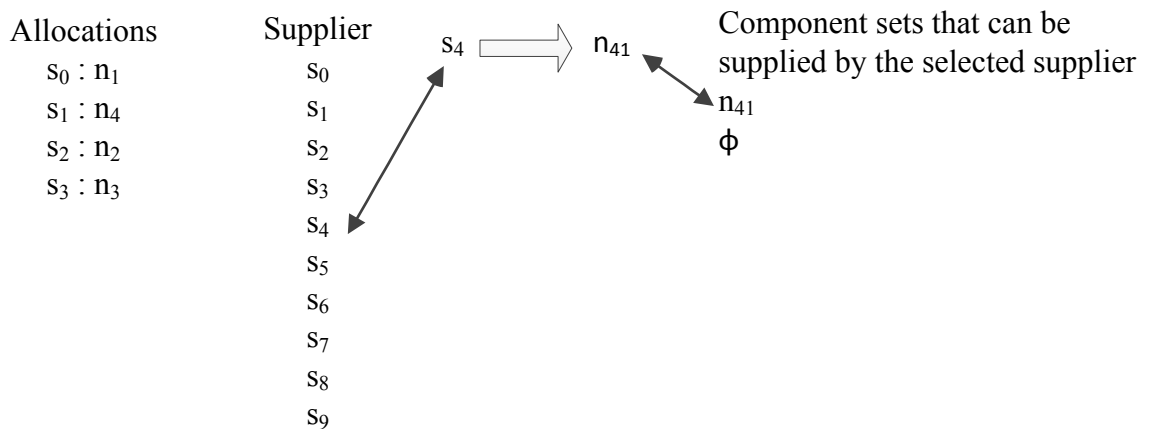 Allocations
s₀ : n₁
s₁ : n₄
s₂ : n₂
s₃ : n₃
Supplier
s₀
s₁
s₂
s₃
s₄
s₅
s₆
s₇
s₈
s₉
s₄
n₄₁
Component sets that can be
supplied by the selected supplier
n₄₁
ϕ